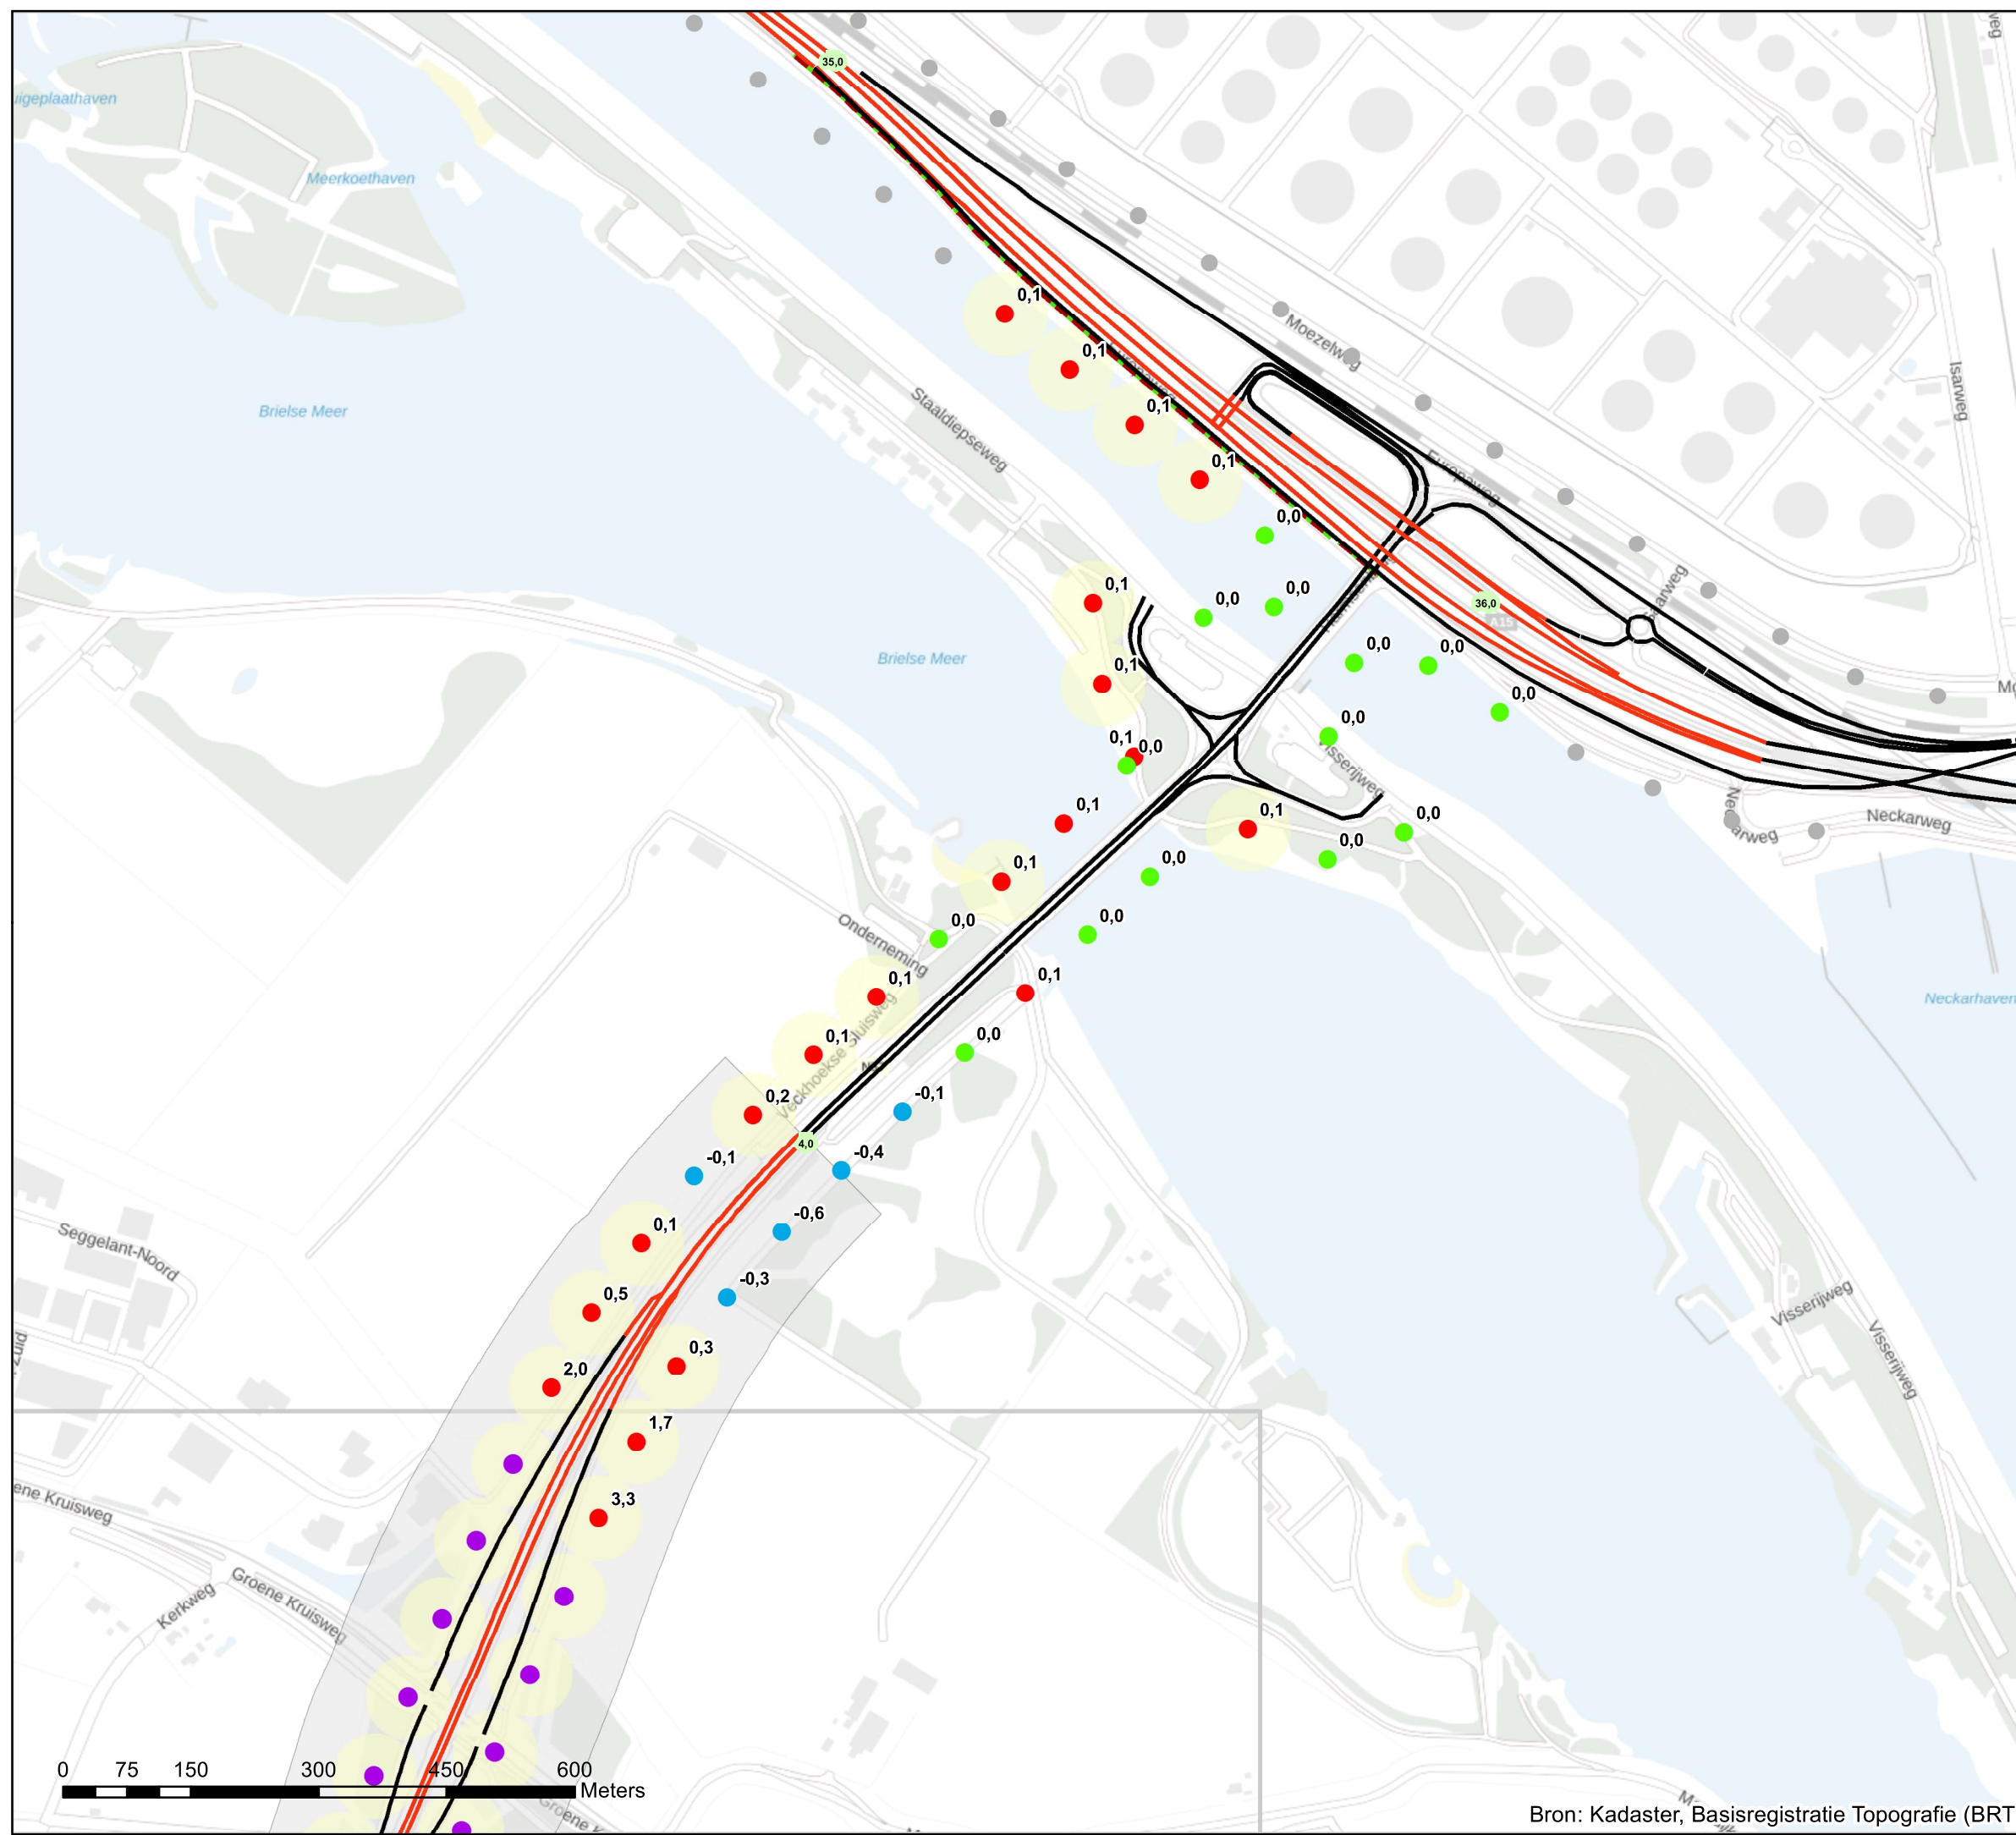 35,0
uigeplaathaven
Meerkoethaven
0,1
Moezelweg
0,1
Isarweg
0,1
Brielse Meer
Staaldiepseweg
0,1
Europaweg
0,0
0,1
0,0
0,0
36,0
Saarweg
A15
0,0
0,0
Brielse Meer
0,1
0,0
0,0
0,1
0,0
Visserijweg
0,1
0,1
0,0
Neckarweg
Neckarweg
0,0
0,1
0,0
0,0
0,0
Onderneming
0,1
0,1
Neckarhaven
0,1
0,0
Veckhoekse Sluisweg
0,2
-0,1
4,0
-0,4
-0,1
-0,6
0,1
Seggelant-Noord
-0,3
0,5
Visserijweg
0,3
Visserijweg
Zuid
2,0
1,7
3,3
ene Kruisweg
Groene Kruisweg
Kerkweg
0 75 150 300 450 600
Meters
Groene K
Bron: Kadaster, Basisregistratie Topografie (BRT